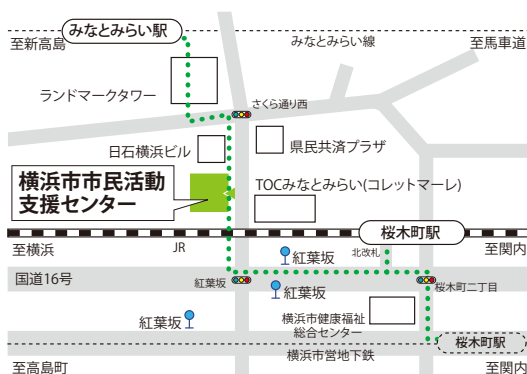 みなとみらい駅
至新高島
みなとみらい線
至馬車道
ランドマークタワー
さくら通り西
日石横浜ビル
県民共済プラザ
横浜市市民活動
支援センター
TOCみなとみらい(コレットマーレ)
桜木町駅
至横浜
JR
北改札
至関内
紅葉坂
国道16号
紅葉坂
紅葉坂
桜木町二丁目
紅葉坂
横浜市健康福祉
総合センター
桜木町駅
横浜市営地下鉄
至高島町
至関内